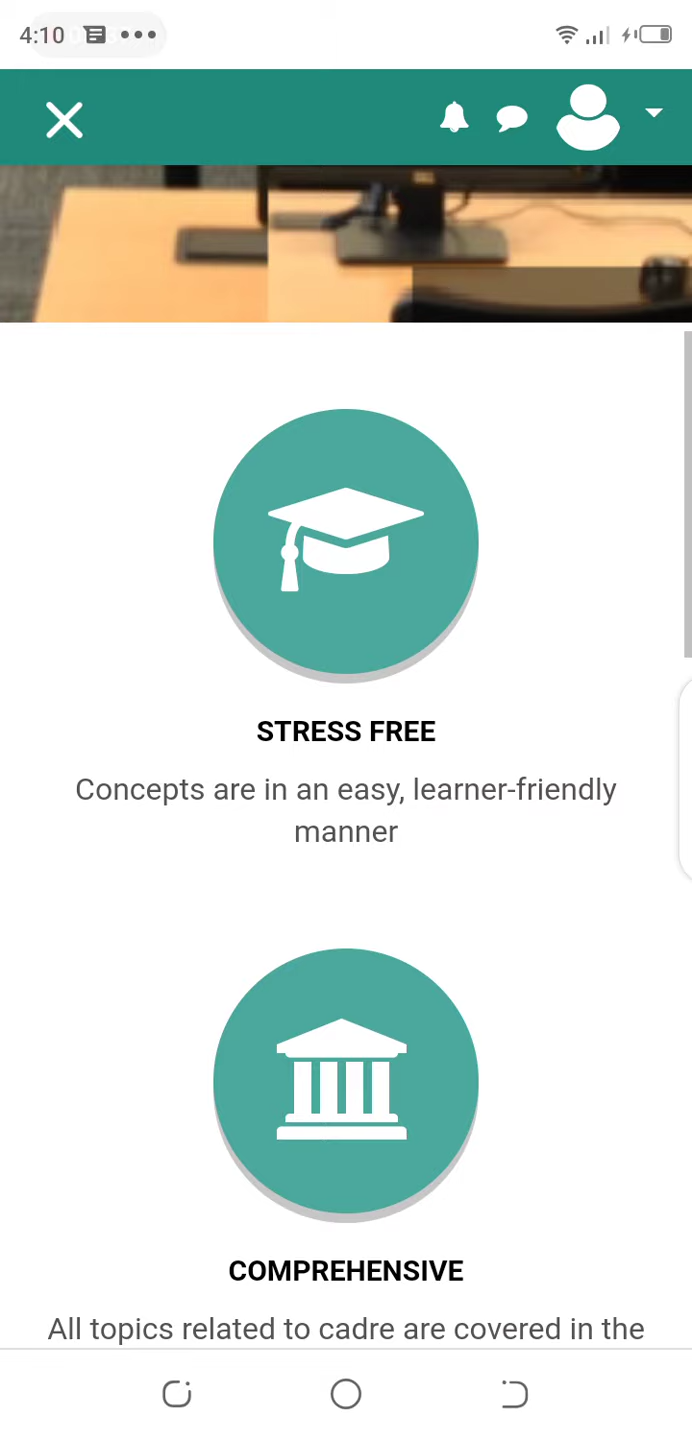 4:10
STRESS FREE
Concepts are in an easy, learner-friendly
manner
COMPREHENSIVE
All topics related to cadre are covered in the